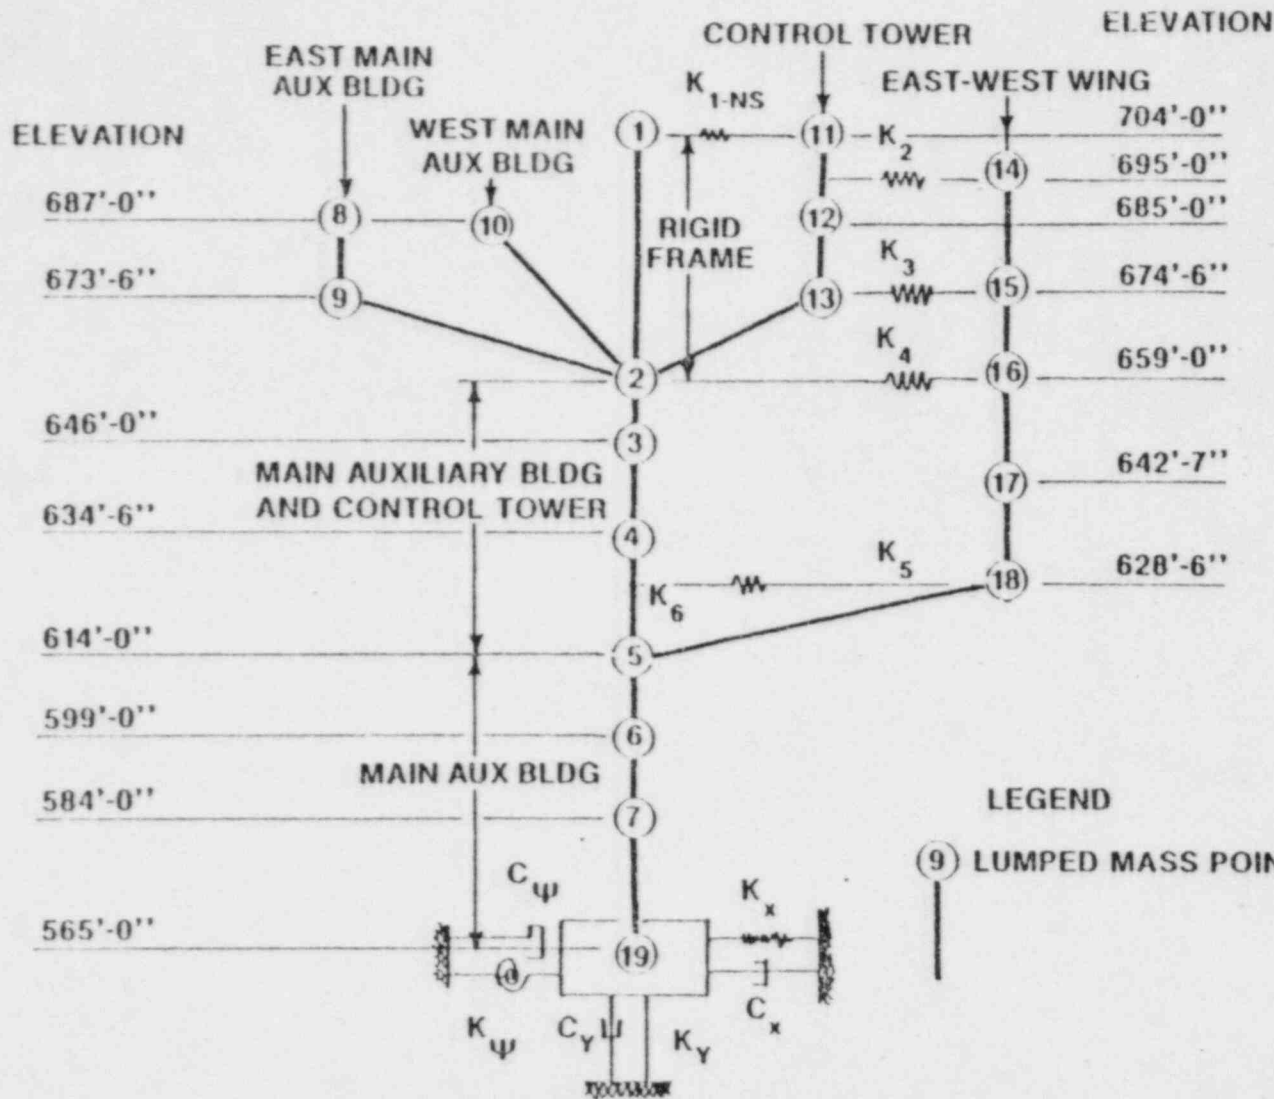 ELEVATION
CONTROL TOWER
EAST MAIN
AUX BLDG
K1-NS
EAST-WEST WING
ELEVATION
WEST MAIN
AUX BLDG
704'-0''
1
11
K2
14
695'-0''
687'-0''
8
10
12
685'-0''
RIGID
FRAME
K3
673'-6''
9
13
15
674'-6''
K4
2
16
659'-0''
646'-0''
3
MAIN AUXILIARY BLDG
AND CONTROL TOWER
17
642'-7''
634'-6''
4
K5
18
628'-6''
K6
614'-0''
5
599'-0''
6
MAIN AUX BLDG
584'-0''
7
LEGEND
9 LUMPED MASS POIN
Cψ
Kx
565'-0''
19
Kψ
CY
KY
Cx